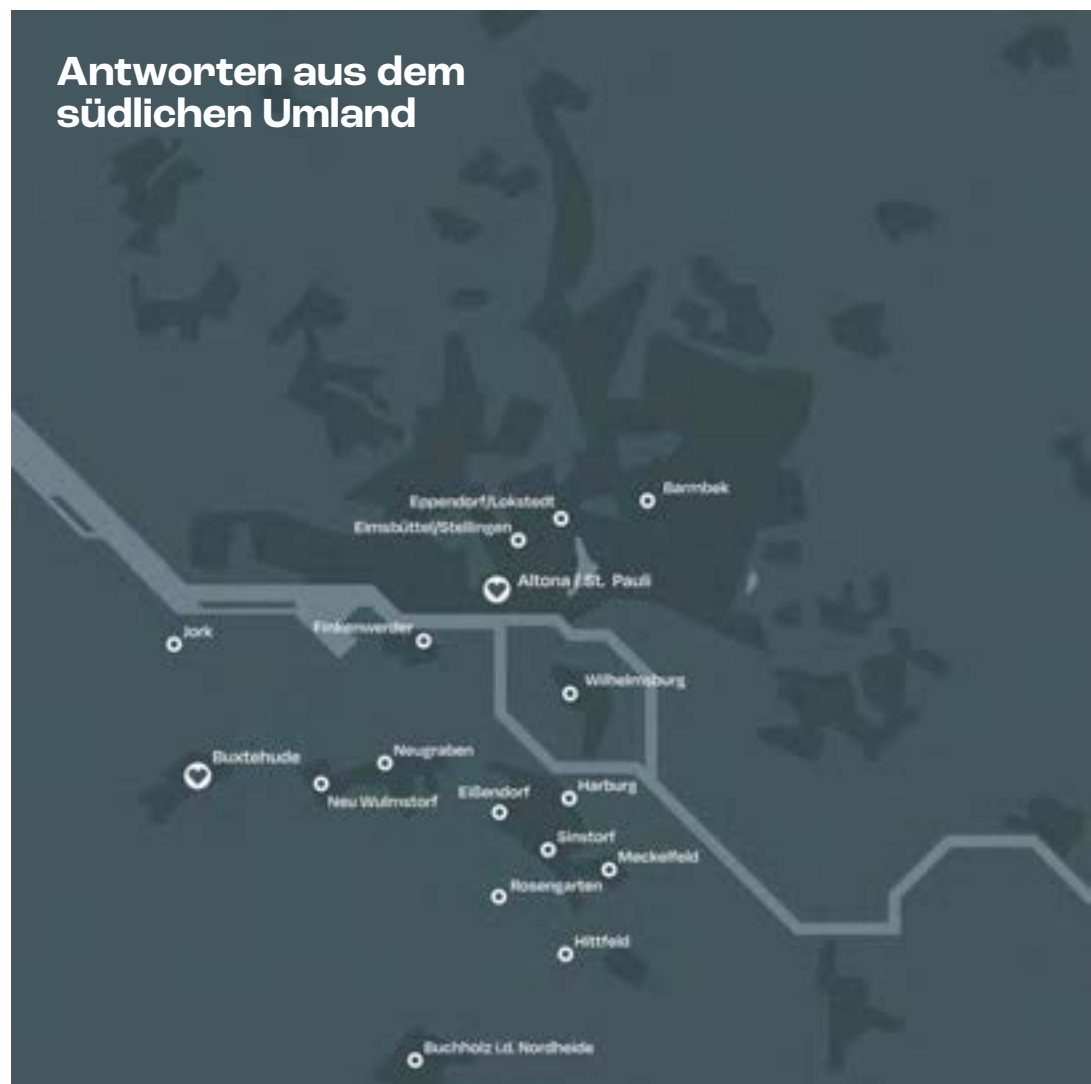 Antworten aus dem
südlichen Umland
Barmbek
Eppendorf/Lokstedt
Eimsbüttel/Stellingen
Altona / St. Pauli
Finkenwerder
Jork
Wilhelmsburg
Neugraben
Buxtehude
Harburg
Eißendorf
Neu Wulmstorf
Sinstorf
Meckelfeld
Rosengarten
Hittfeld
Buchholz i.d. Nordheide